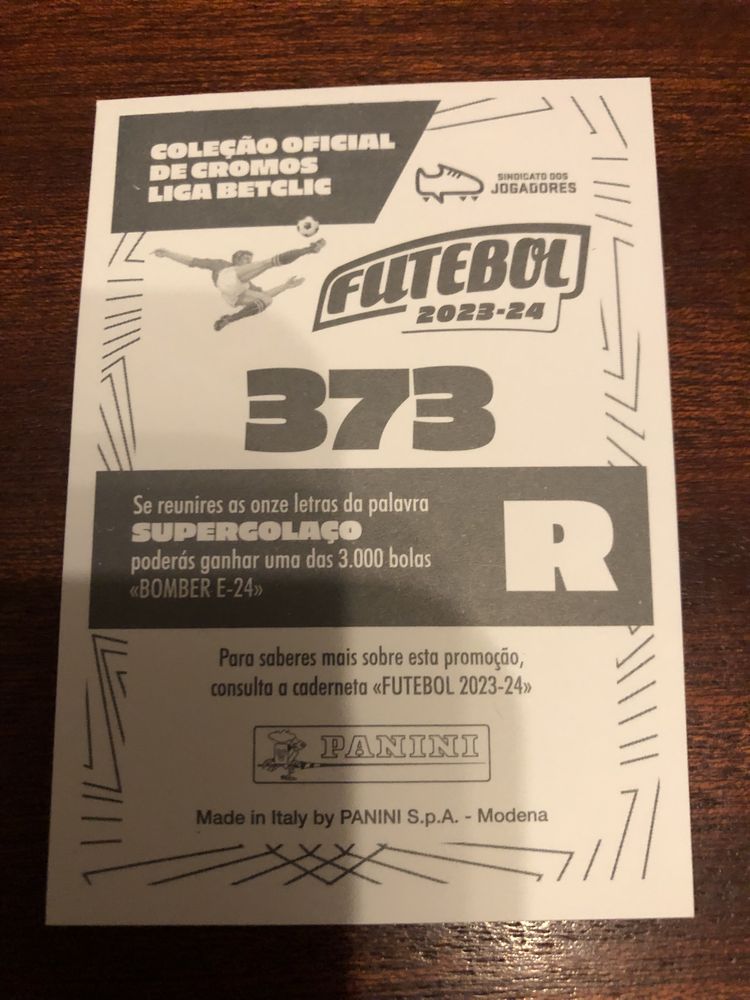 COLEÇÃO OFICIAL
DE CROMOS
LIGA BETCLIC
SINDICATO DOS
JOGADORES
FUTEBOL
2023-24
373
Se reunires as onze letras da palavra
SUPERGOLAÇO
poderás ganhar uma das 3.000 bolas
«BOMBER E-24»
R
Para saberes mais sobre esta promoção,
consulta a caderneta «FUTEBOL 2023-24»
PANINI
Made in Italy by PANINI S.p.A. - Modena